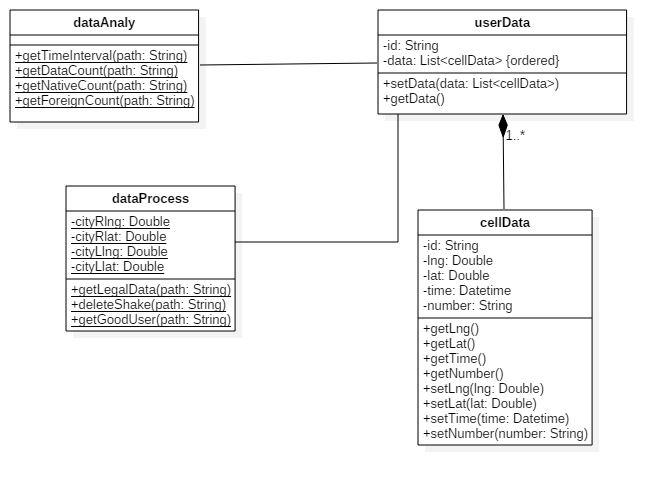 dataAnaly
+getTimeInterval(path: String)
+getDataCount(path: String)
+getNativeCount(path: String)
+getForeignCount(path: String)
userData
-id: String
-data: List<cellData> {ordered}
+setData(data: List<cellData>)
+getData()
1..*
dataProcess
-cityRlng: Double
-cityRlat: Double
-cityLlng: Double
-cityLlat: Double
+getLegalData(path: String)
+deleteShake(path: String)
+getGoodUser(path: String)
cellData
-id: String
-lng: Double
-lat: Double
-time: Datetime
-number: String
+getLng()
+getLat()
+getTime()
+getNumber()
+setLng(lng: Double)
+setLat(lat: Double)
+setTime(time: Datetime)
+setNumber(number: String)